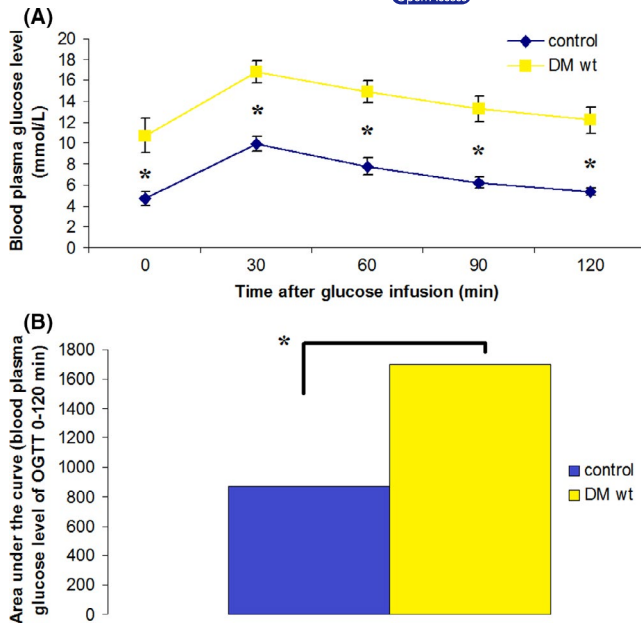 OpenAccess
(A)
Blood plasma glucose level
(mmol/L)
20
18
16
14
12
10
8
6
4
2
0
control
DM wt
*
*
*
*
*
0 30 60 90 120
Time after glucose infusion (min)
(B)
Area under the curve (blood plasma
glucose level of OGTT 0-120 min)
1800
1600
1400
1200
1000
800
600
400
200
0
*
control
DM wt